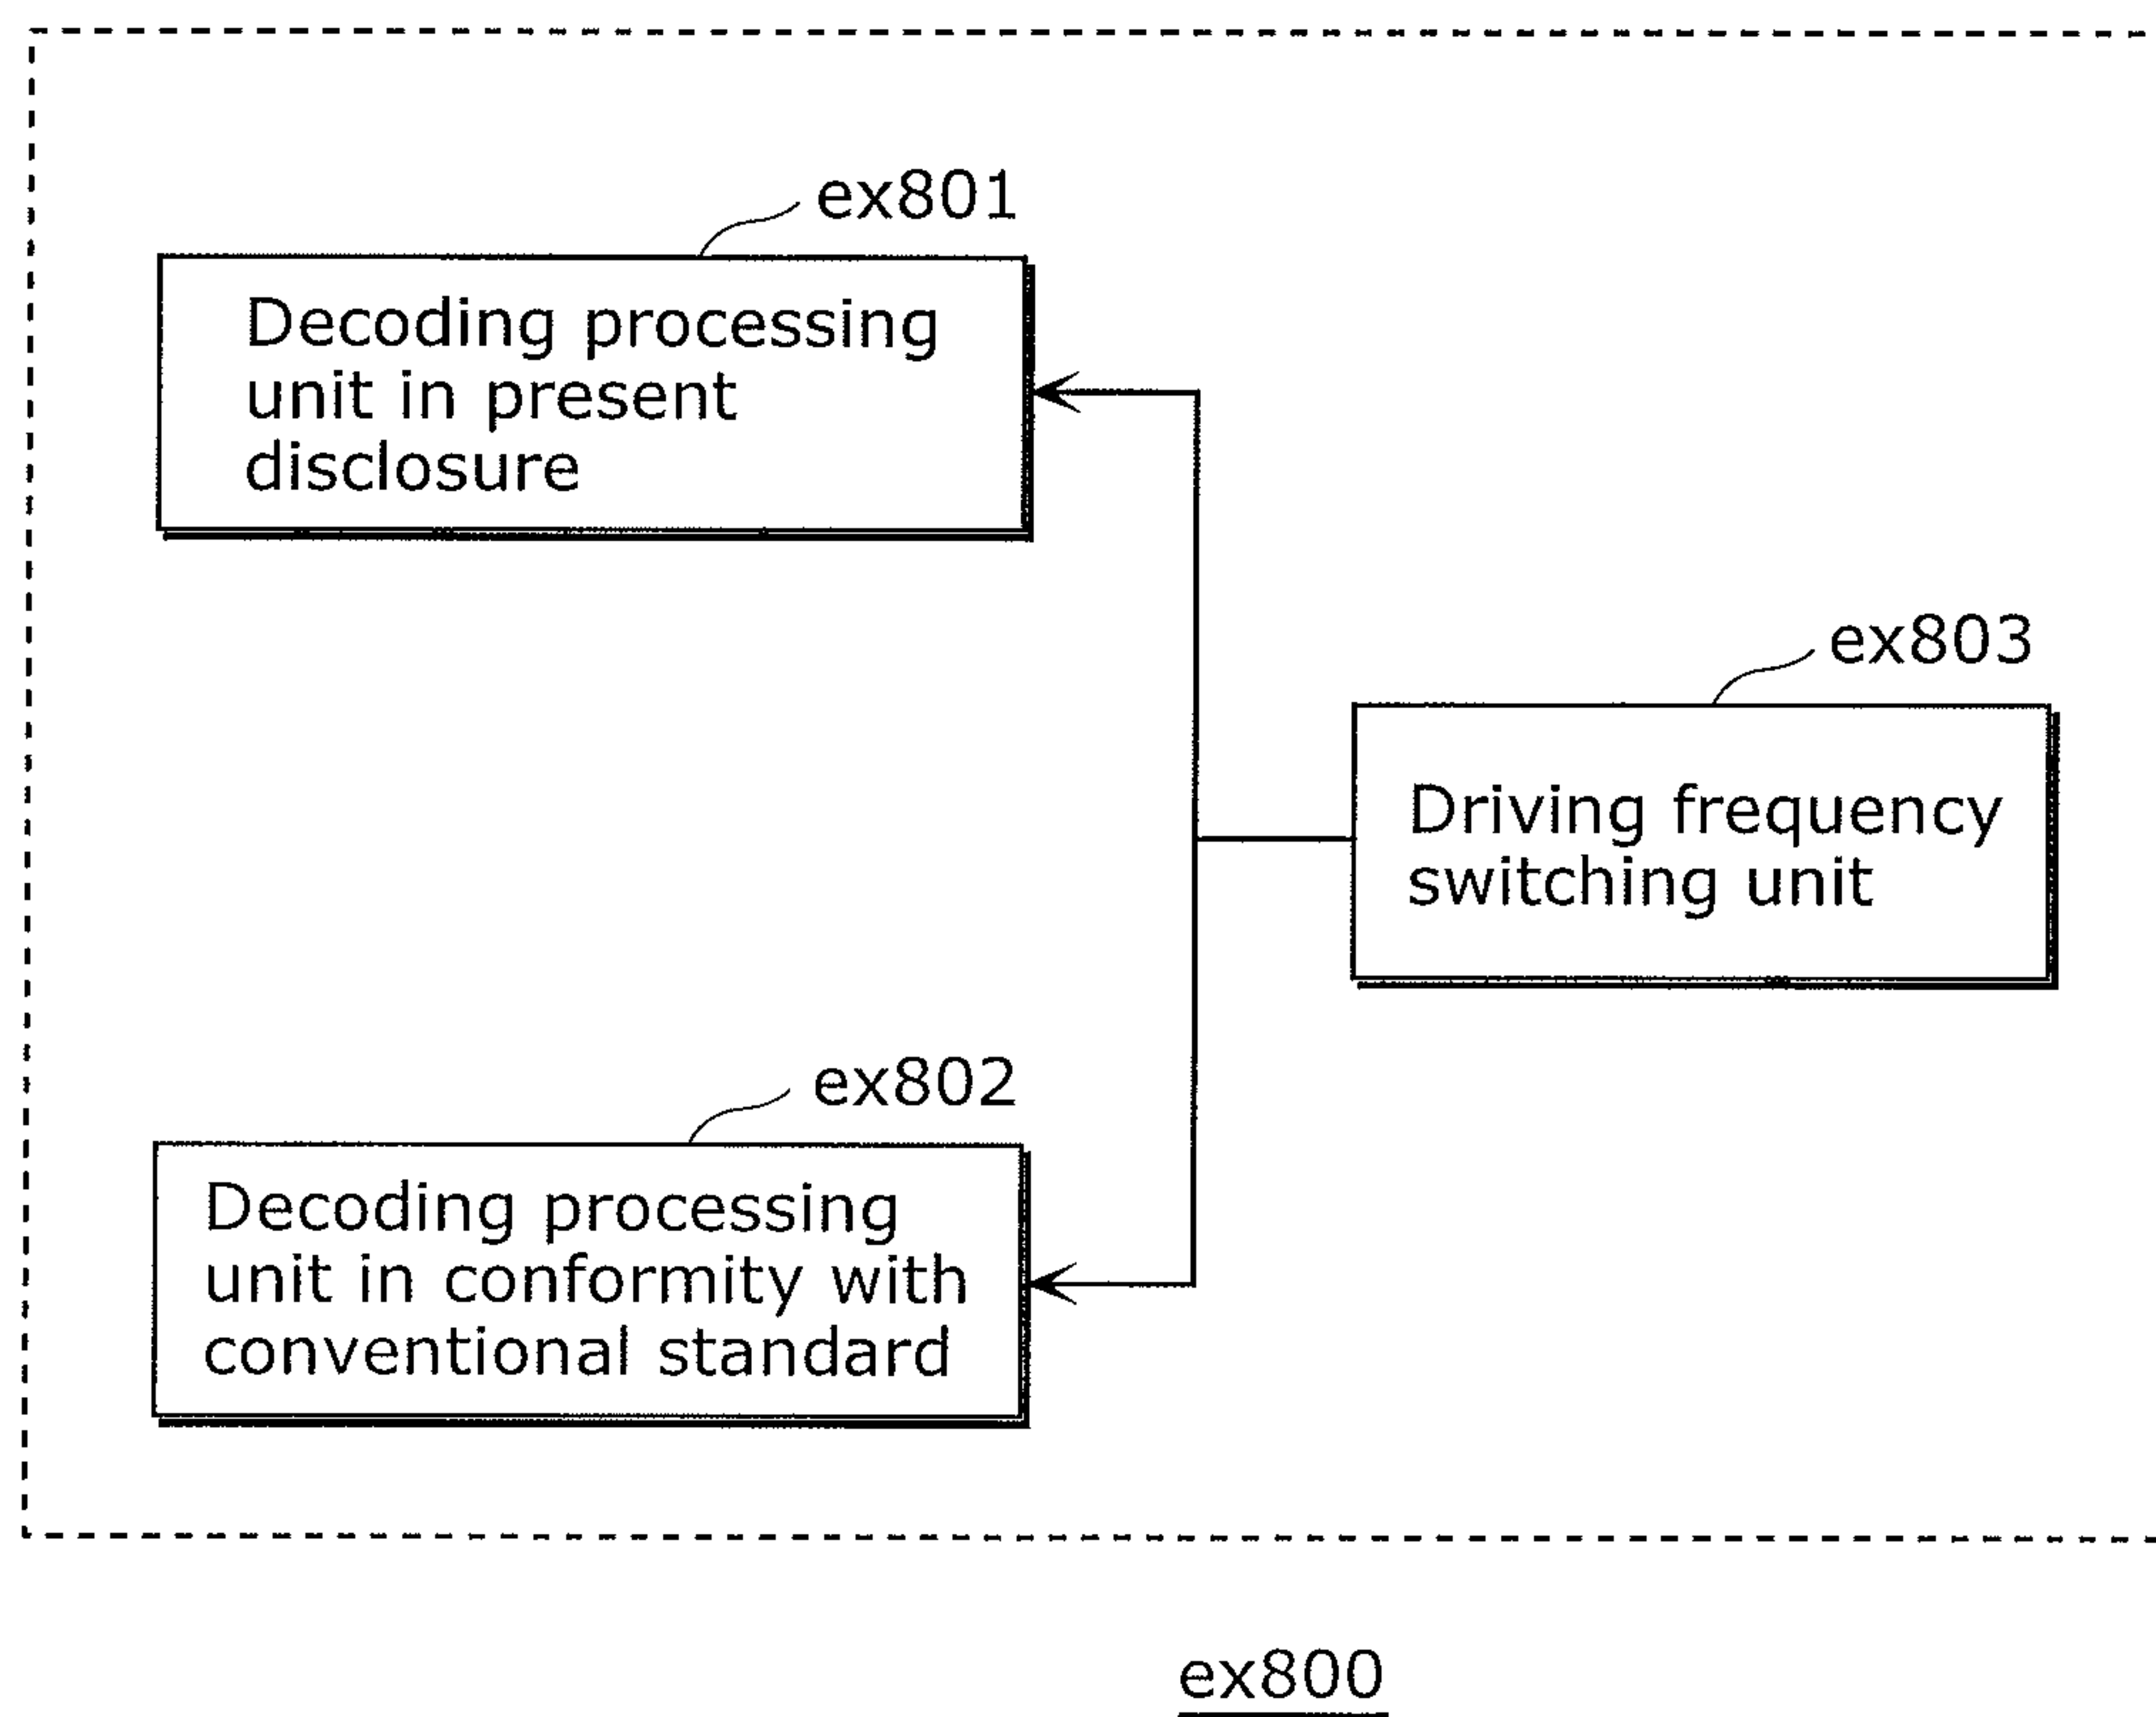 ex801
Decoding processing
unit in present
disclosure
ex803
Driving frequency
switching unit
ex802
Decoding processing
unit in conformity with
conventional standard
ex800